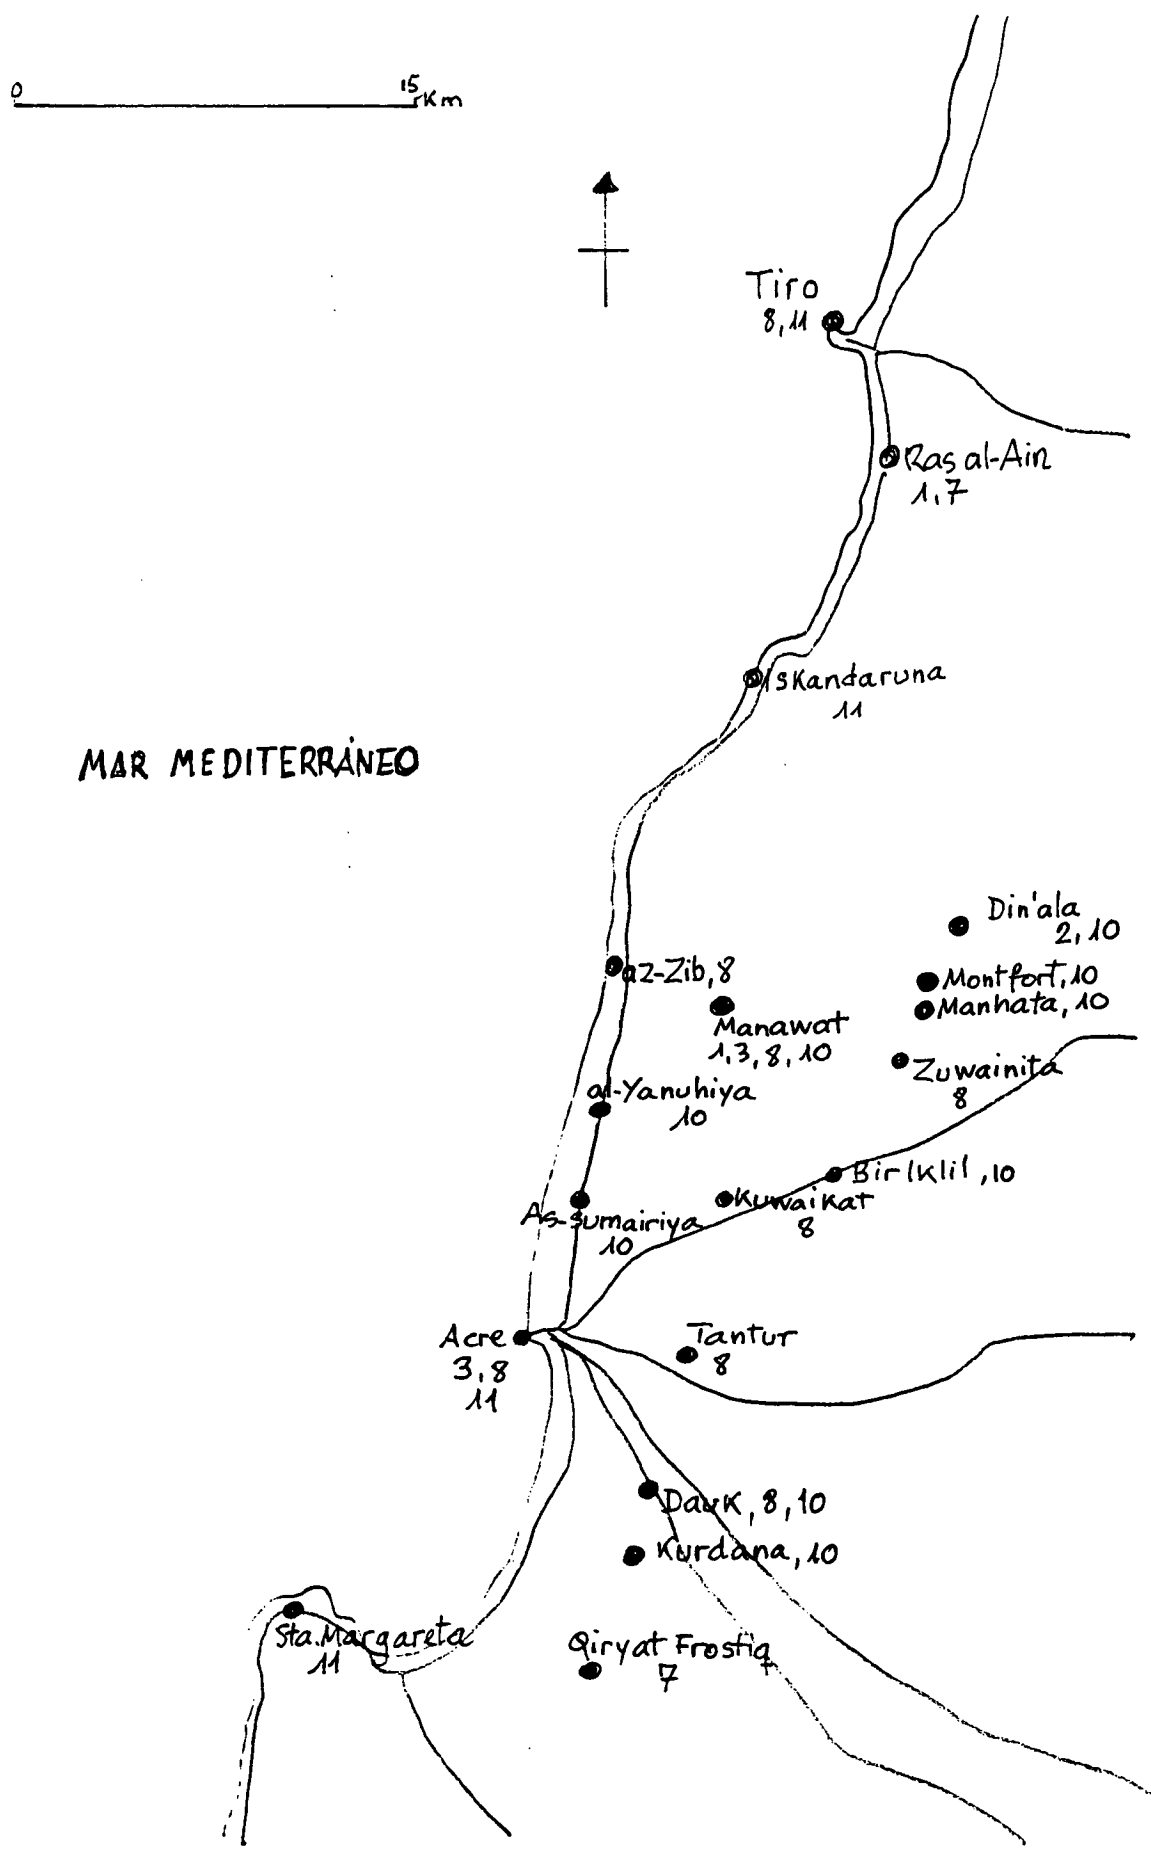 0 15 Km
Tiro
8, 11
Ras al-Ain
1, 7
Iskandaruna
11
MAR MEDITERRÁNEO
Din'ala
2, 10
az-Zib, 8
Montfort, 10
Manhata, 10
Manawat
1, 3, 8, 10
Zuwainita
8
al-Yanuhiya
10
Bir Iklil, 10
Kuwaikat
8
As-Sumairiya
10
Acre
3, 8
11
Tantur
8
Dauk, 8, 10
Kurdana, 10
Sta. Margareta
11
Qiryat Frostiq
7